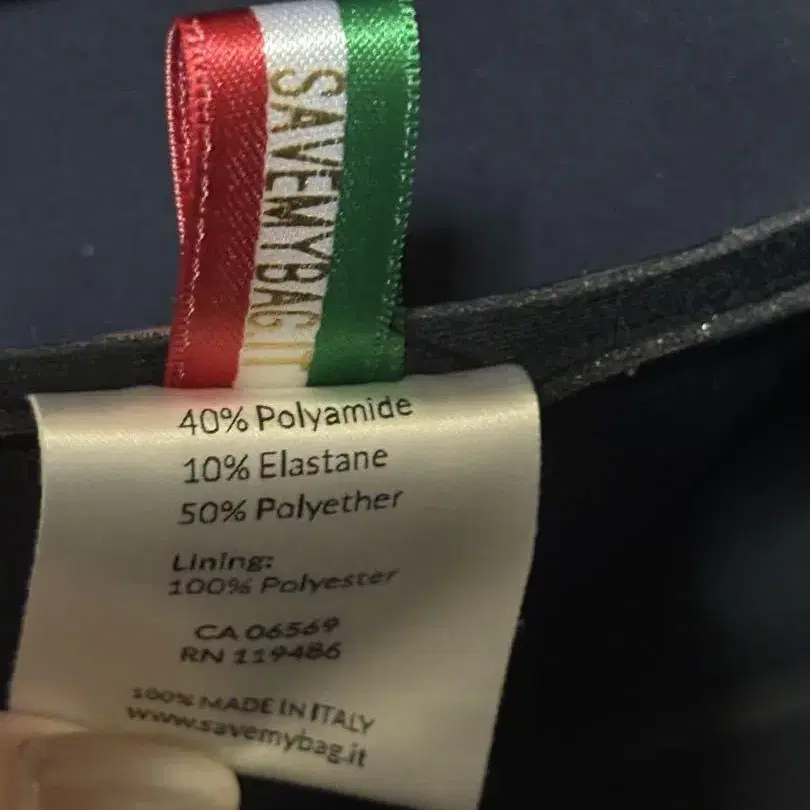 SAVEMYBAG.IT
40% Polyamide
10% Elastane
50% Polyether
Lining:
100% Polyester
CA 06569
RN 119486
100% MADE IN ITALY
www.savemybag.it